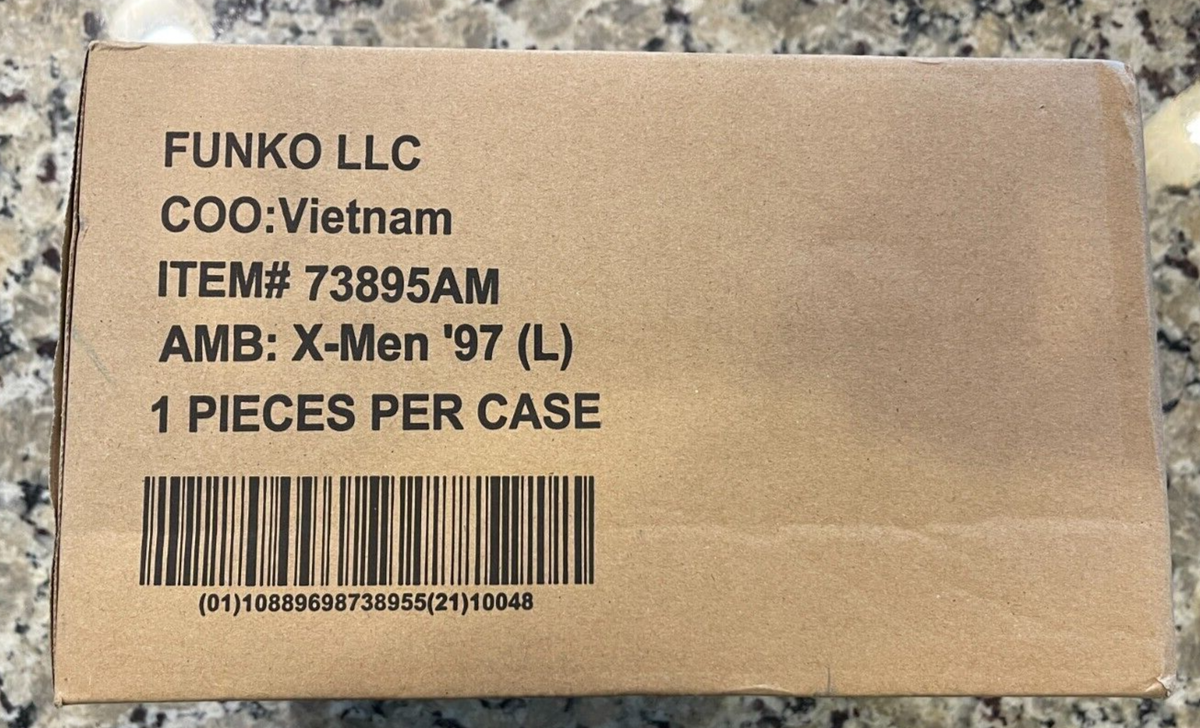 FUNKO LLC
COO:Vietnam
ITEM# 73895AM
AMB: X-Men '97 (L)
1 PIECES PER CASE
(01)10889698738955(21)10048